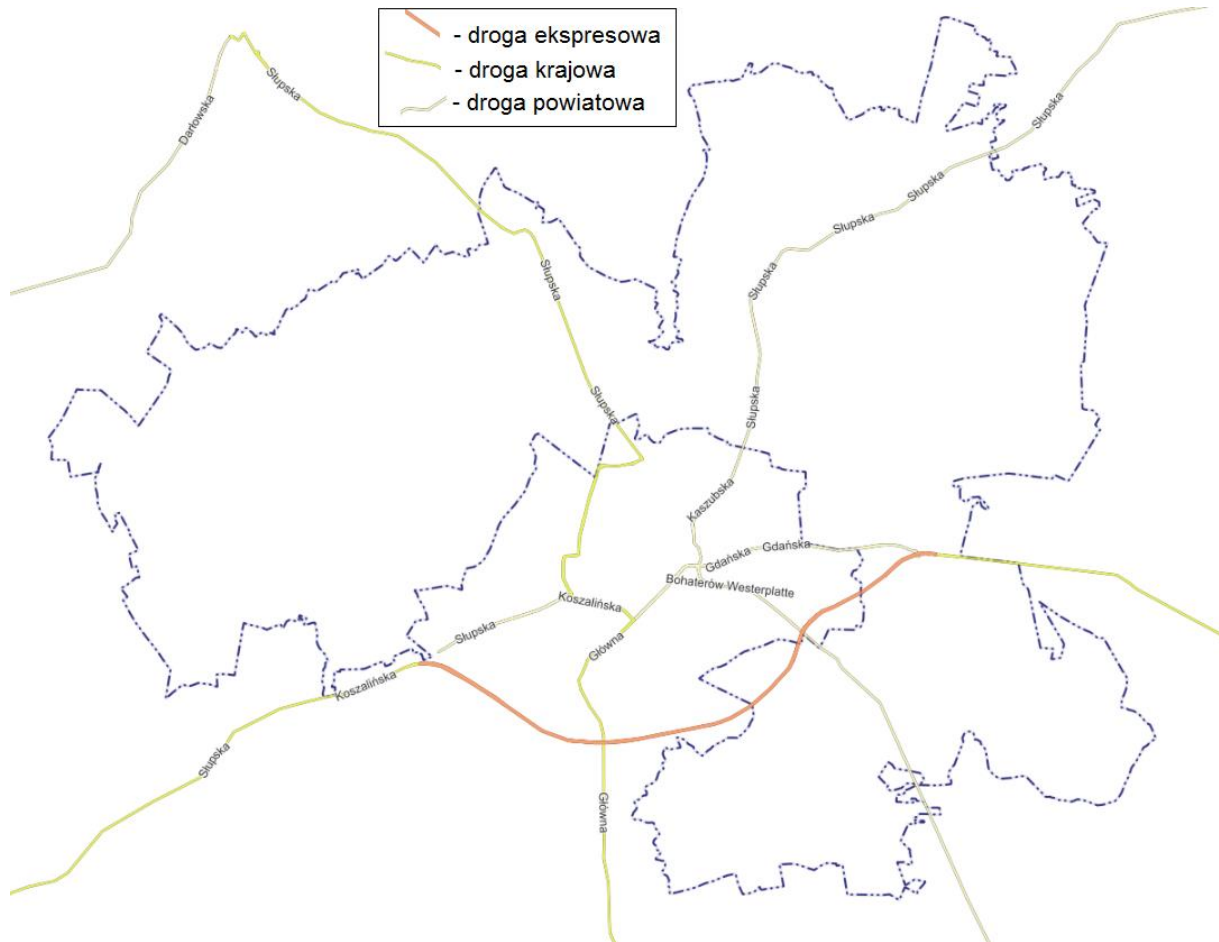 - droga ekspresowa
- droga krajowa
- droga powiatowa
Słupska
Darłowska
Słupska
Słupska
Słupska
Słupska
Słupska
Słupska
Słupska
Słupska
Kaszubska
Gdańska
Gdańska
Bohaterów Westerplatte
Koszalińska
Słupska
Główna
Koszalińska
Słupska
Główna